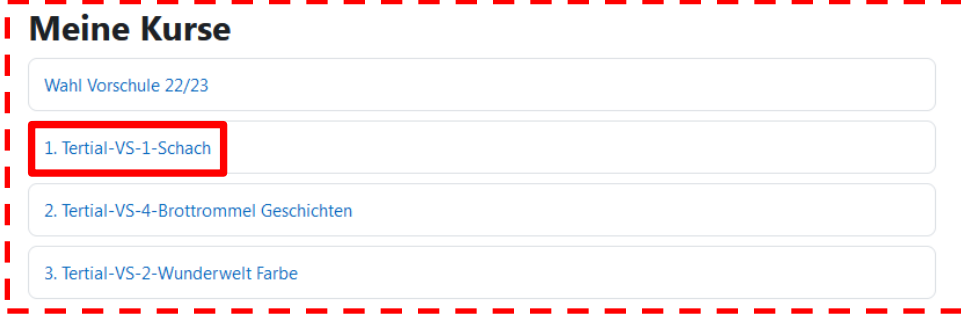 Meine Kurse
Wahl Vorschule 22/23
1. Tertial-VS-1-Schach
2. Tertial-VS-4-Brottrommel Geschichten
3. Tertial-VS-2-Wunderwelt Farbe